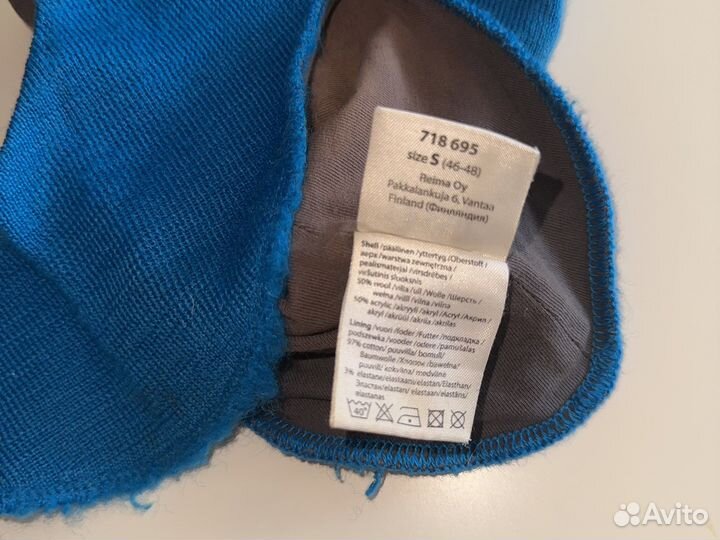 718 695
size S (46-48)
Reima Oy
Pakkalankuja 6, Vantaa
Finland (Финляндия)
Shell/päällinen/yttertyg/Oberstoff/
верх/warstwa zewnętrzna/
pealismaterjal/virsdrēbes/
viršutinis sluoksnis
50% wool/villa/ull/Wolle/Шерсть/
wełna/vill/vilna/vilna
50% acrylic/akryyli/akryl/Acryl/Акрил/
akryl/akrüül/akrila/akrilas
Lining/vuori/foder/Futter/подкладка/
podszewka/vooder/odere/pamušalas
97% cotton/puuvilla/bomull/
Baumwolle/Хлопок/bawełna/
puuvill/kokvilna/medvilnė
3% elastane/elastaani/elastan/Elasthan/
Эластан/elastan/elastaan/elastāns/
elastanas
40°
Avito